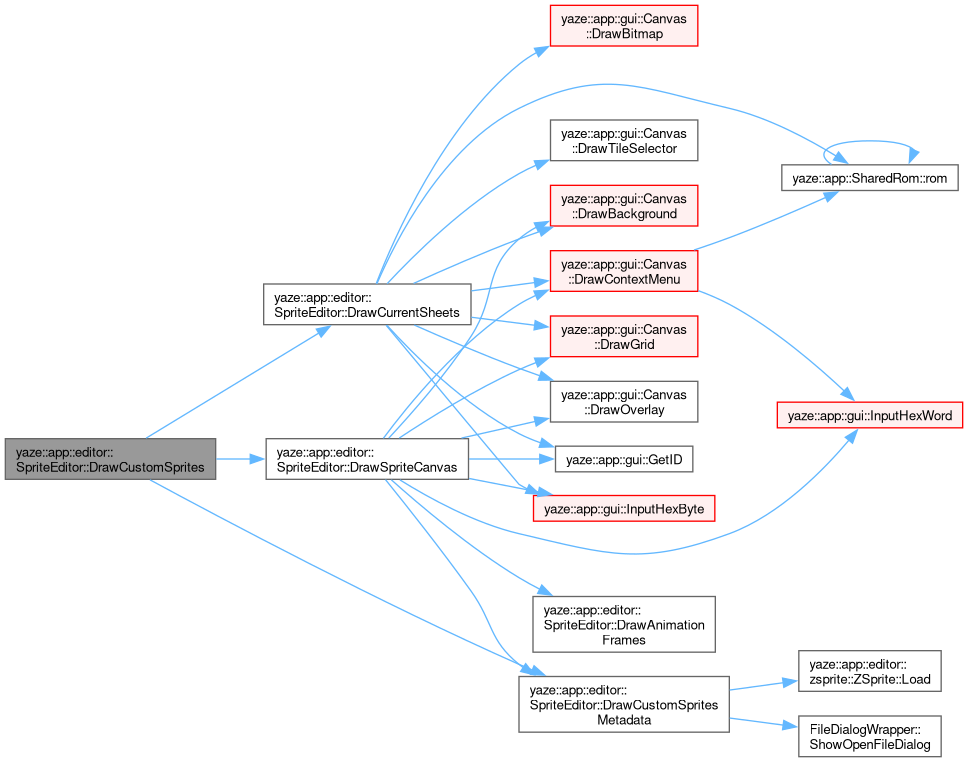 yaze::app::gui::Canvas
::DrawBitmap
yaze::app::gui::Canvas
::DrawTileSelector
yaze::app::SharedRom::rom
yaze::app::gui::Canvas
::DrawBackground
yaze::app::gui::Canvas
::DrawContextMenu
yaze::app::editor::
SpriteEditor::DrawCurrentSheets
yaze::app::gui::Canvas
::DrawGrid
yaze::app::gui::Canvas
::DrawOverlay
yaze::app::gui::InputHexWord
yaze::app::editor::
SpriteEditor::DrawCustomSprites
yaze::app::editor::
SpriteEditor::DrawSpriteCanvas
yaze::app::gui::GetID
yaze::app::gui::InputHexByte
yaze::app::editor::
SpriteEditor::DrawAnimation
Frames
yaze::app::editor::
zsprite::ZSprite::Load
yaze::app::editor::
SpriteEditor::DrawCustomSprites
Metadata
FileDialogWrapper::
ShowOpenFileDialog